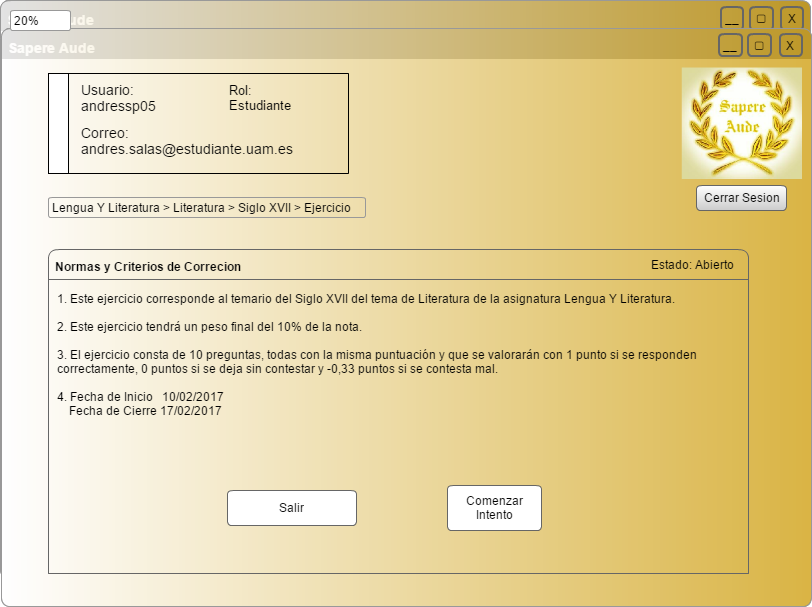 20% ude
__ □ X
Sapere Aude
__ □ X
Usuario:
andressp05
Rol:
Estudiante
Correo:
andres.salas@estudiante.uam.es
Sapere
Aude
Cerrar Sesion
Lengua Y Literatura > Literatura > Siglo XVII > Ejercicio
Normas y Criterios de Correcion
Estado: Abierto
1. Este ejercicio corresponde al temario del Siglo XVII del tema de Literatura de la asignatura Lengua Y Literatura.
2. Este ejercicio tendrá un peso final del 10% de la nota.
3. El ejercicio consta de 10 preguntas, todas con la misma puntuación y que se valorarán con 1 punto si se responden
correctamente, 0 puntos si se deja sin contestar y -0,33 puntos si se contesta mal.
4. Fecha de Inicio 10/02/2017
Fecha de Cierre 17/02/2017
Salir
Comenzar
Intento